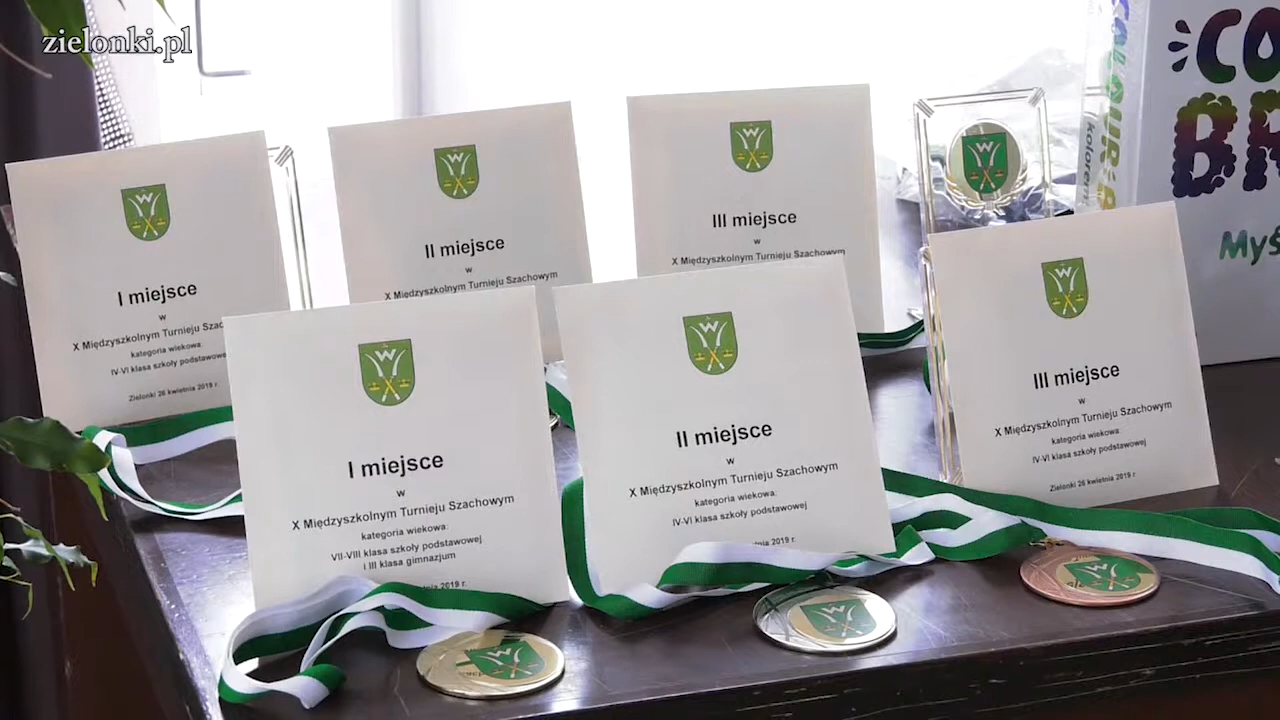 zielonki.pl
I miejsce
w
X Międzyszkolnym Turnieju
kategoria wiekowa:
IV-VI klasa szkoły
Zielonki 26 kwietnia 2019 r.
II miejsce
w
X Międzyszkolnym Turnieju Szachowym
III miejsce
w
X Międzyszkolnym Turnieju Szachowym
I miejsce
w
X Międzyszkolnym Turnieju Szachowym
kategoria wiekowa:
VII-VIII klasa szkoły podstawowej
i III klasa gimnazjum
2019 r.
II miejsce
w
X Międzyszkolnym Turnieju Szachowym
kategoria wiekowa:
IV-VI klasa szkoły podstawowej
2019 r.
III miejsce
w
X Międzyszkolnym Turnieju Szachowym
kategoria wiekowa:
IV-VI klasa szkoły podstawowej
Zielonki 26 kwietnia 2019 r.